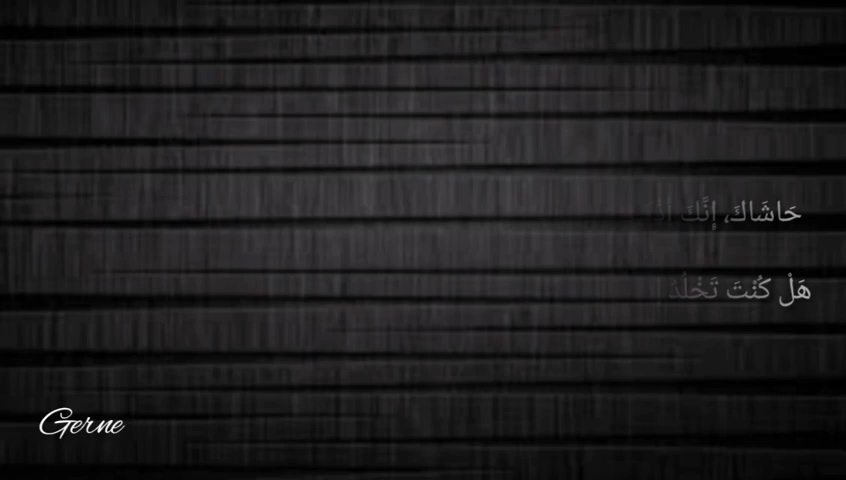 حَاشَاكَ، إِنَّكَ
هَلْ كُنْتَ تَخْلُدُ
Gerne